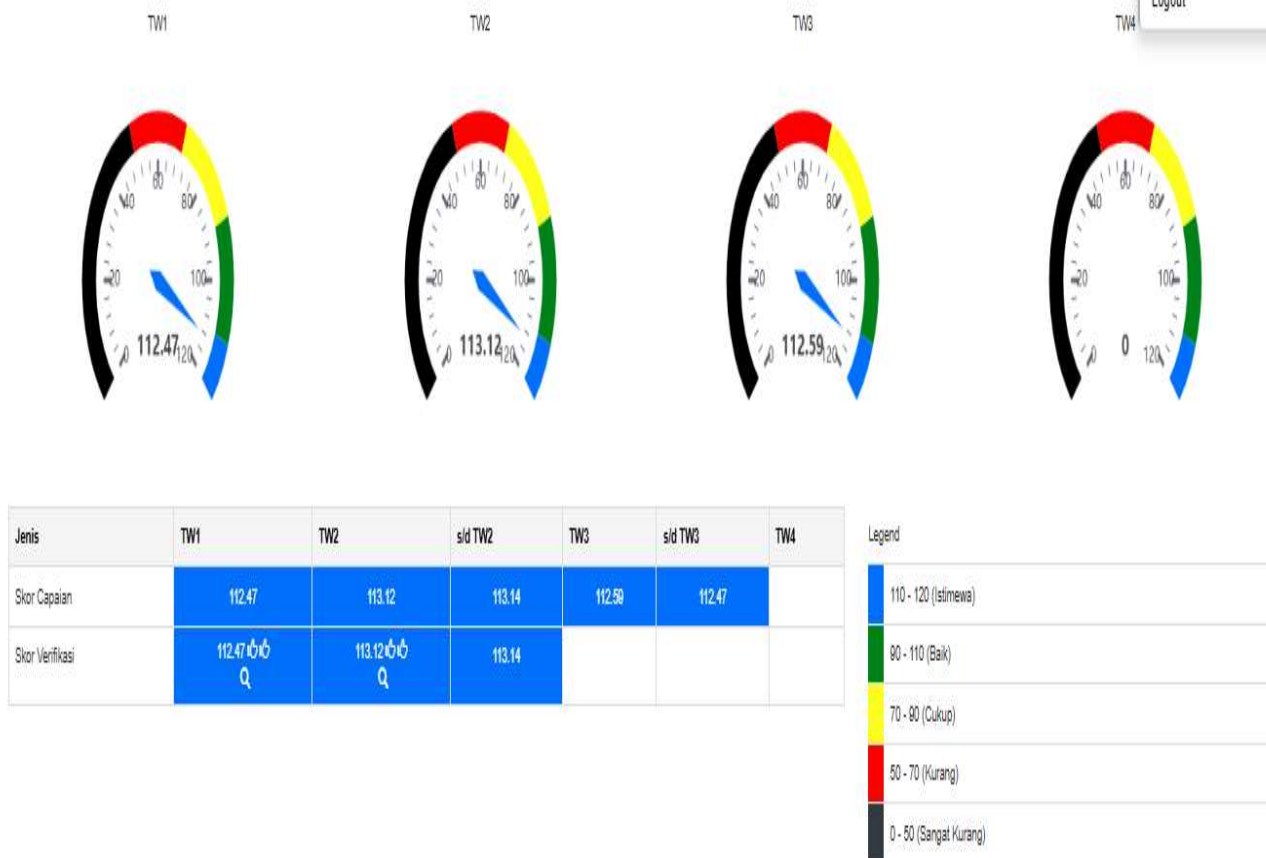 TW1
TW2
TW3
TW4
Logout
0 20 40 60 80 100 120
112.47
0 20 40 60 80 100 120
113.12
0 20 40 60 80 100 120
112.59
0 20 40 60 80 100 120
0
Jenis TW1 TW2 s/d TW2 TW3 s/d TW3 TW4
Skor Capaian 112.47 113.12 113.14 112.59 112.47
Skor Verifikasi 112.47 113.12 113.14
Legend
110 - 120 (Istimewa)
90 - 110 (Baik)
70 - 90 (Cukup)
50 - 70 (Kurang)
0 - 50 (Sangat Kurang)